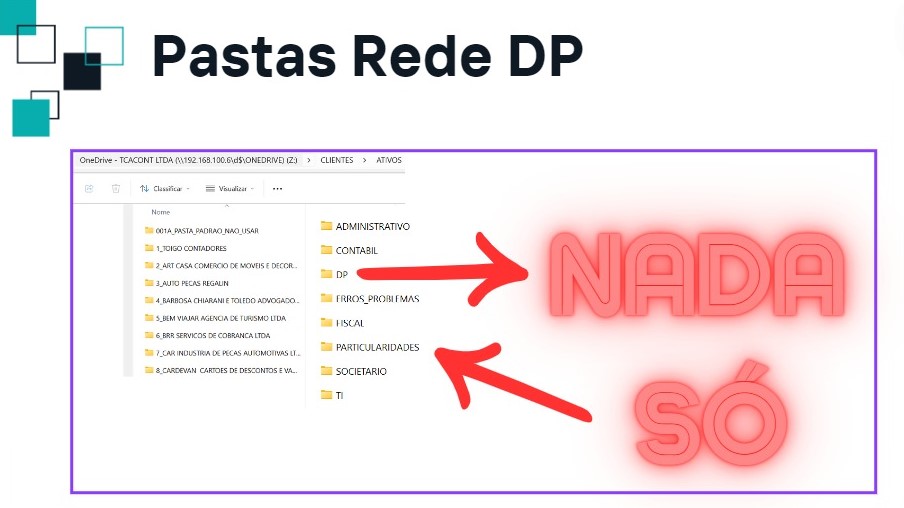 Pastas Rede DP
OneDrive - TCACONT LTDA (\\192.168.100.6\d$\ONEDRIVE) (Z:) > CLIENTES > ATIVOS
Classificar
Visualizar
...
Nome
001A_PASTA_PADRAO_NAO_USAR
1_TOIGO CONTADORES
2_ART CASA COMERCIO DE MOVEIS E DECOR...
3_AUTO PECAS REGALIN
4_BARBOSA CHIARANI E TOLEDO ADVOGADO...
5_BEM VIAJAR AGENCIA DE TURISMO LTDA
6_BRR SERVICOS DE COBRANCA LTDA
7_CAR INDUSTRIA DE PECAS AUTOMOTIVAS LT...
8_CARDEVAN CARTOES DE DESCONTOS E VA...
ADMINISTRATIVO
CONTABIL
DP
ERROS_PROBLEMAS
FISCAL
PARTICULARIDADES
SOCIETARIO
TI
NADA
SÓ